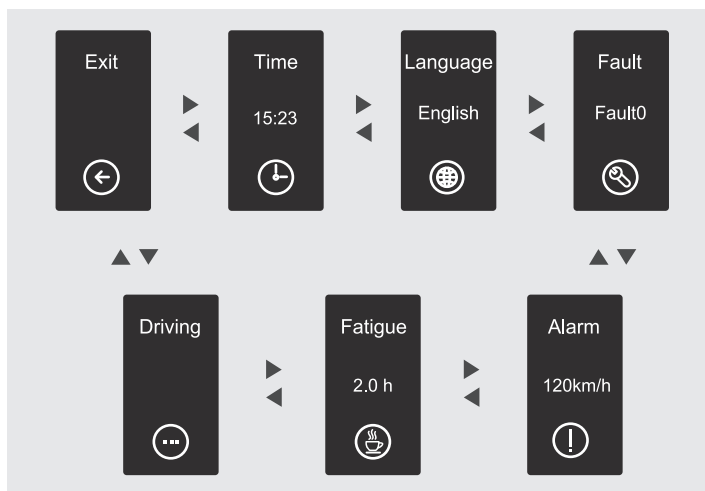 Exit
Time
15:23
Language
English
Fault
Fault0
Driving
Fatigue
2.0 h
Alarm
120km/h